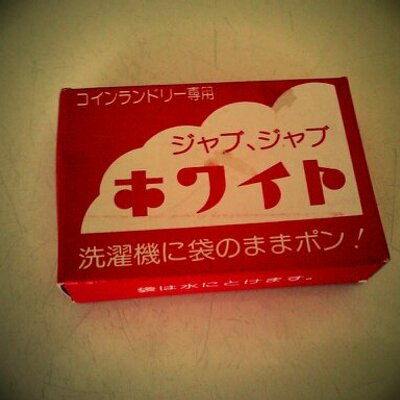 コインランドリー専用
ジャブ、ジャブ
ホワイト
洗濯機に袋のままポン！
袋は水にとけます。